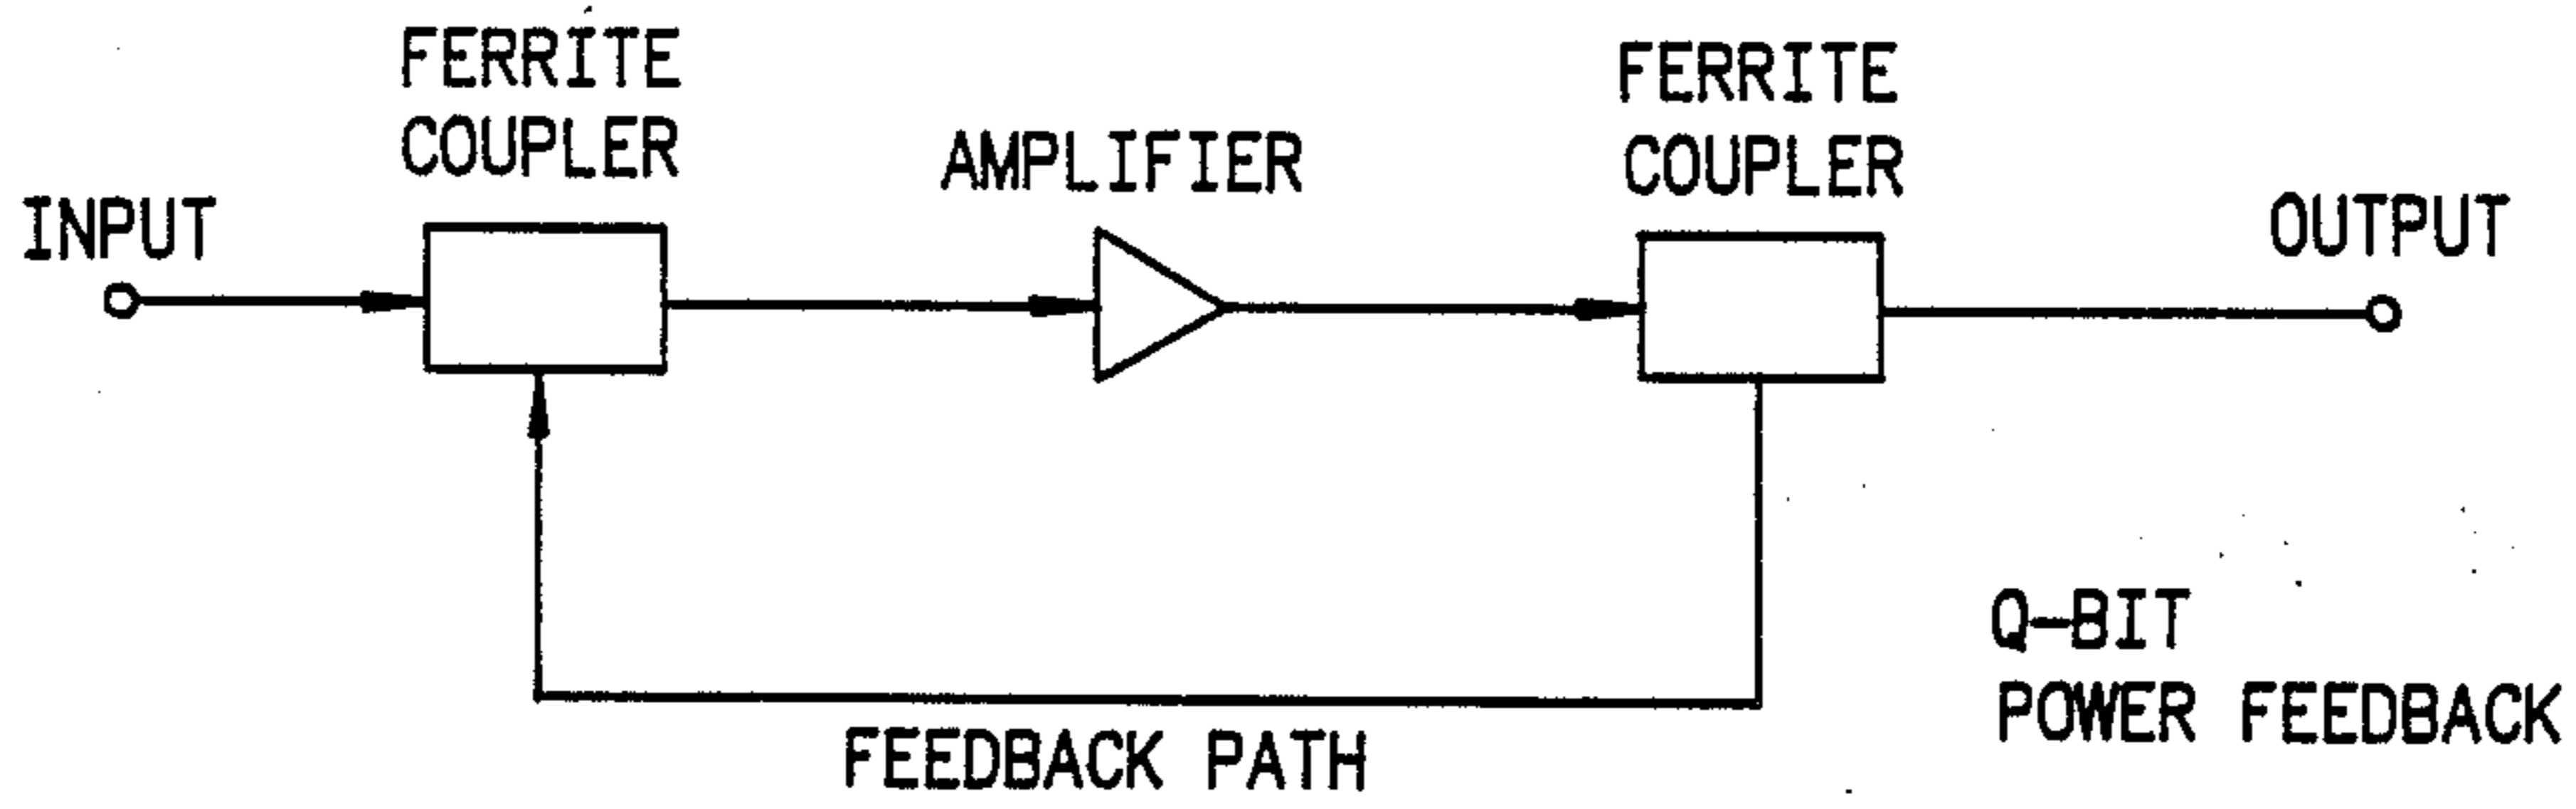 INPUT
FERRITE
COUPLER
AMPLIFIER
FERRITE
COUPLER
OUTPUT
FEEDBACK PATH
Q-BIT
POWER FEEDBACK